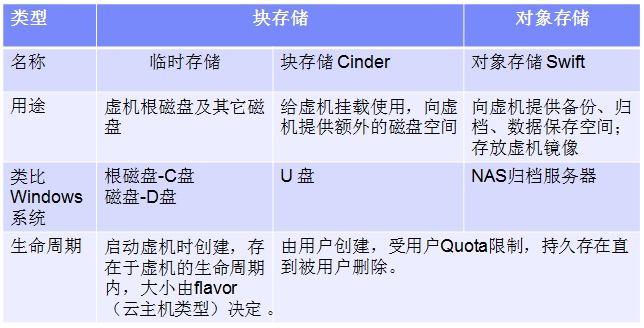 类型 块存储 对象存储
名称 临时存储 块存储 Cinder 对象存储 Swift
用途 虚机根磁盘及其它磁
盘
给虚机挂载使用，向虚
机提供额外的磁盘空间
向虚机提供备份、归
档、数据保存空间；
存放虚机镜像
类比
Windows
系统
根磁盘-C盘
磁盘-D盘
U 盘
NAS归档服务器
生命周期
启动虚机时创建，存
在于虚机的生命周期
内，大小由flavor
（云主机类型）决定 。
由用户创建，受用户Quota限制，持久存在直
到被用户删除。